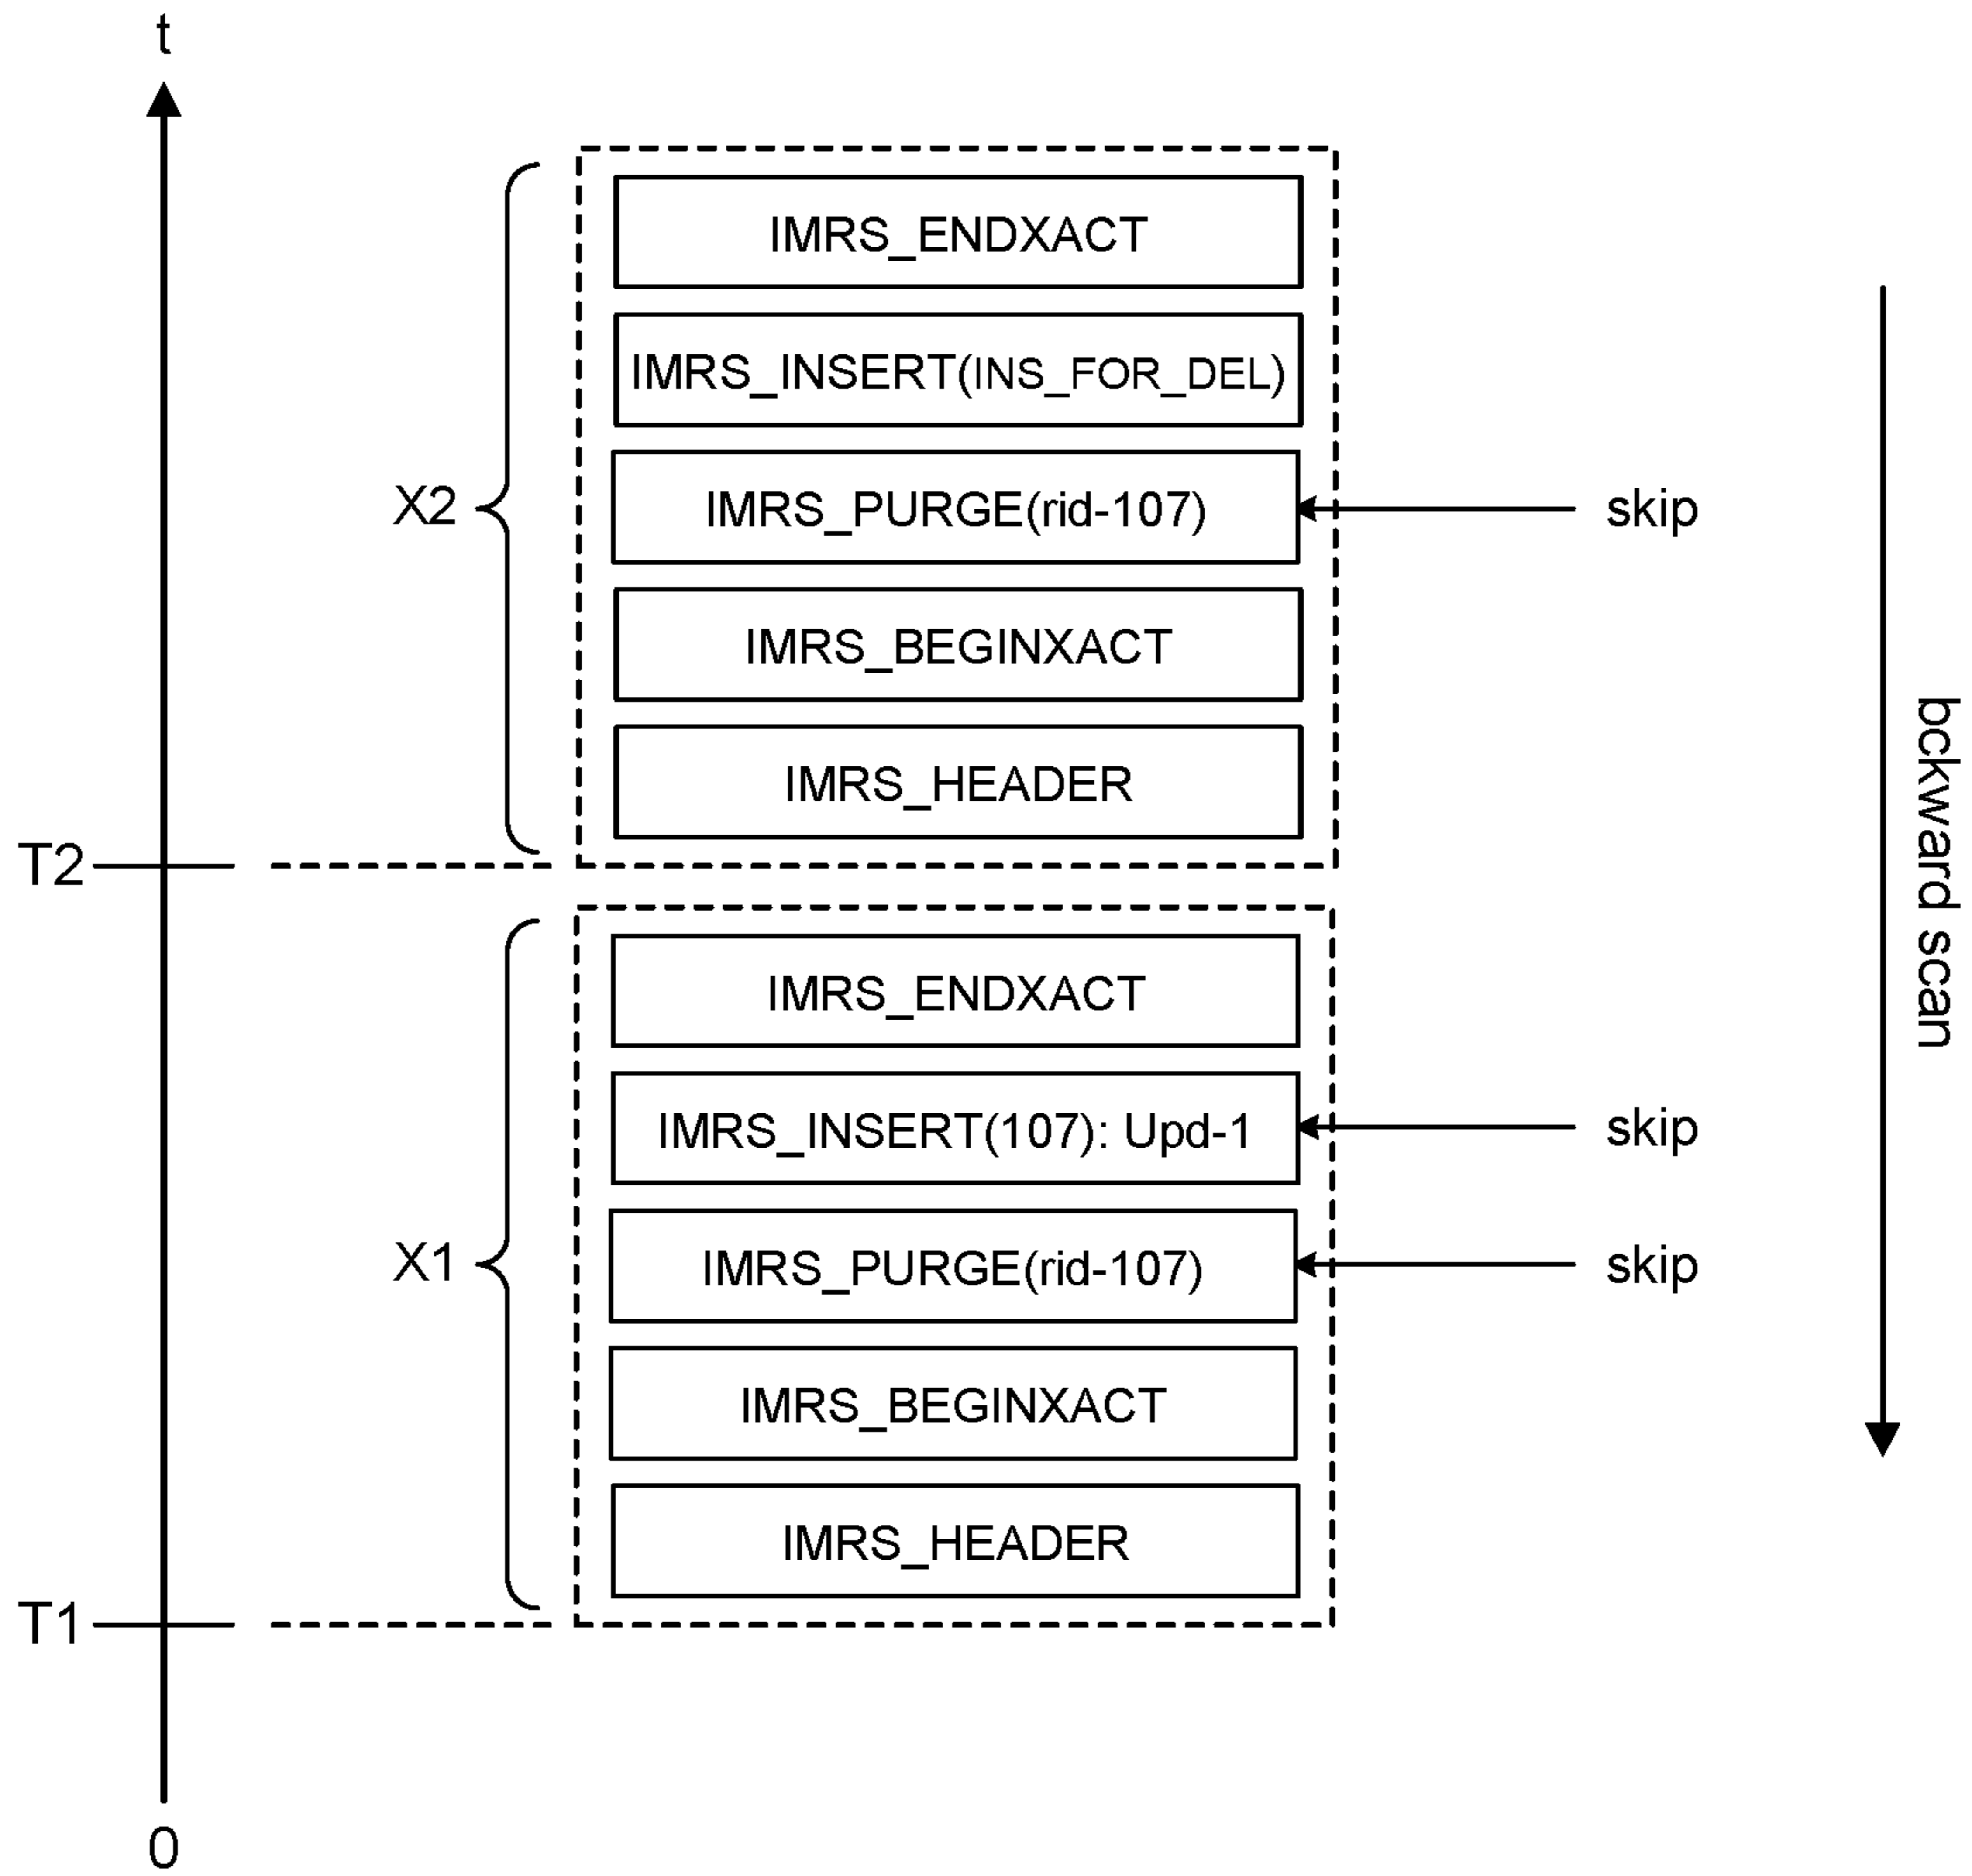 t
IMRS_ENDXACT
IMRS_INSERT(INS_FOR_DEL)
X2
IMRS_PURGE(rid-107)
skip
IMRS_BEGINXACT
IMRS_HEADER
T2
bckward scan
IMRS_ENDXACT
IMRS_INSERT(107): Upd-1
skip
X1
IMRS_PURGE(rid-107)
skip
IMRS_BEGINXACT
IMRS_HEADER
T1
0